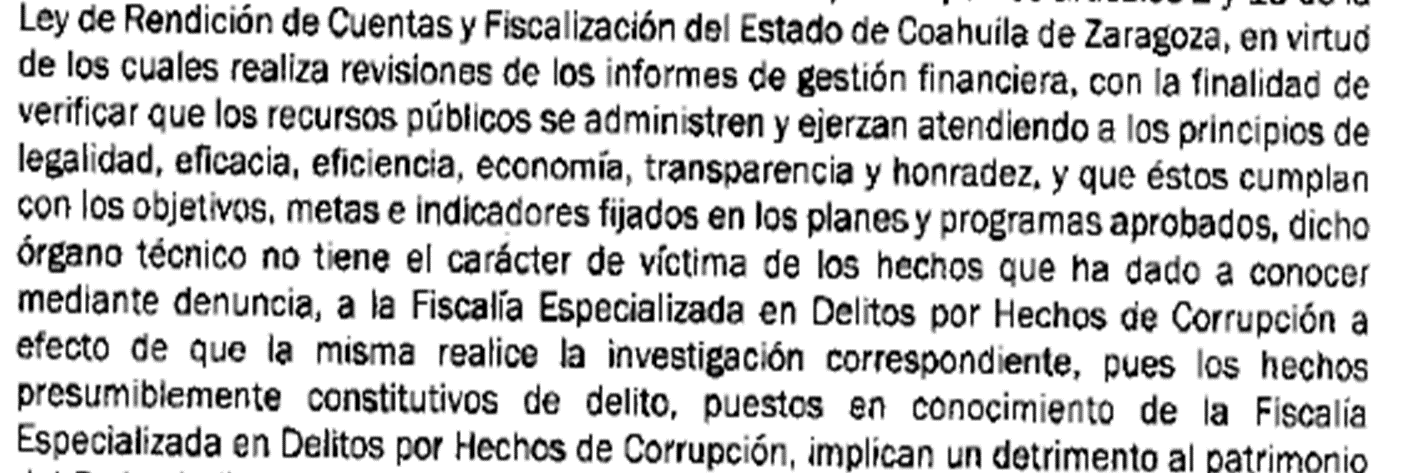 Ley de Rendición de Cuentas y Fiscalización del Estado de Coahuila de Zaragoza, en virtud
de los cuales realiza revisiones de los informes de gestión financiera, con la finalidad de
verificar que los recursos públicos se administren y ejerzan atendiendo a los principios de
legalidad, eficacia, eficiencia, economía, transparencia y honradez, y que éstos cumplan
con los objetivos, metas e indicadores fijados en los planes y programas aprobados, dicho
órgano técnico no tiene el carácter de víctima de los hechos que ha dado a conocer
mediante denuncia, a la Fiscalía Especializada en Delitos por Hechos de Corrupción a
efecto de que la misma realice la investigación correspondiente, pues los hechos
presumiblemente constitutivos de delito, puestos en conocimiento de la Fiscalía
Especializada en Delitos por Hechos de Corrupción, implican un detrimento al patrimonio